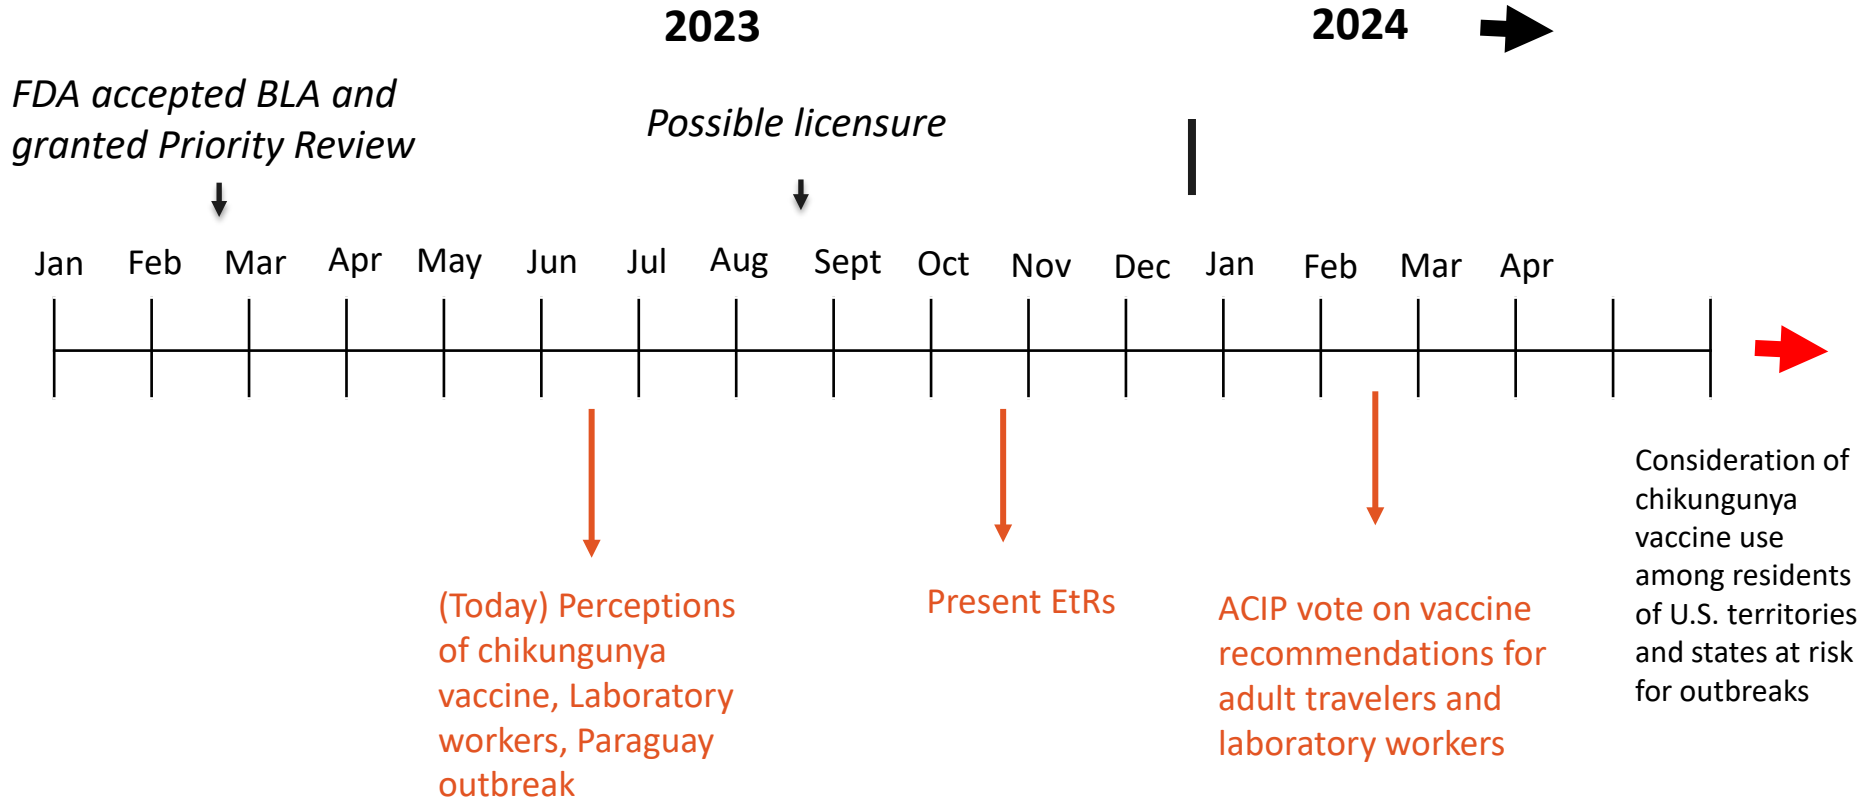 2023
2024
FDA accepted BLA and
granted Priority Review
Possible licensure
Jan Feb Mar Apr May Jun Jul Aug Sept Oct Nov Dec Jan Feb Mar Apr
(Today) Perceptions
of chikungunya
vaccine, Laboratory
workers, Paraguay
outbreak
Present EtRs
ACIP vote on vaccine
recommendations for
adult travelers and
laboratory workers
Consideration of
chikungunya
vaccine use
among residents
of U.S. territories
and states at risk
for outbreaks